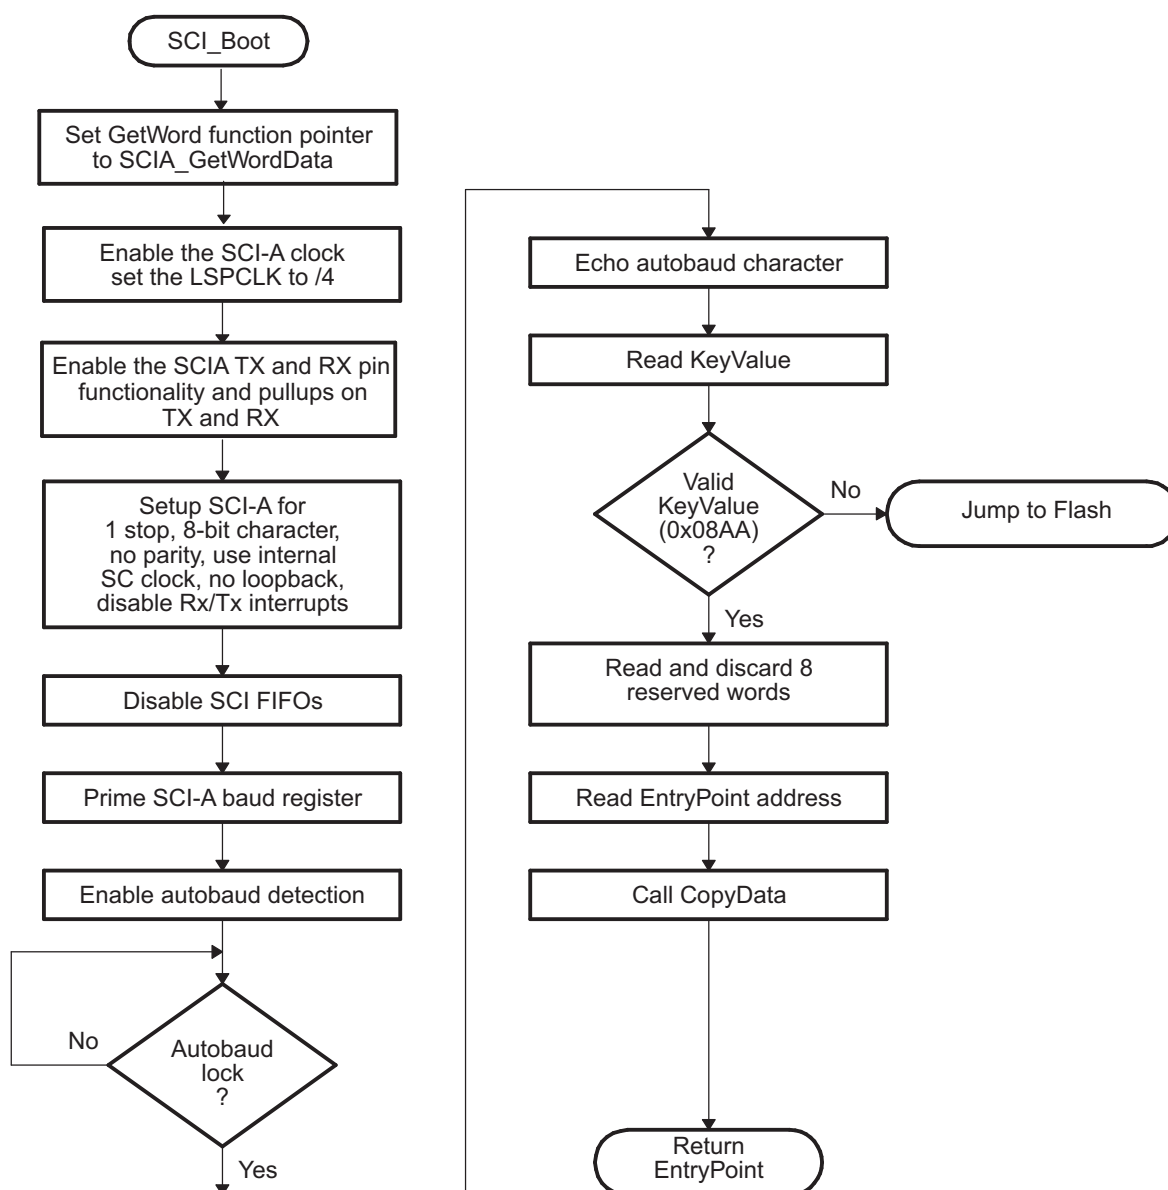 SCI_Boot
Set GetWord function pointer
to SCIA_GetWordData
Enable the SCI-A clock
set the LSPCLK to /4
Enable the SCIA TX and RX pin
functionality and pullups on
TX and RX
Setup SCI-A for
1 stop, 8-bit character,
no parity, use internal
SC clock, no loopback,
disable Rx/Tx interrupts
Disable SCI FIFOs
Prime SCI-A baud register
Enable autobaud detection
No
Autobaud
lock
?
Yes
Echo autobaud character
Read KeyValue
Valid
KeyValue
(0x08AA)
?
No
Jump to Flash
Yes
Read and discard 8
reserved words
Read EntryPoint address
Call CopyData
Return
EntryPoint